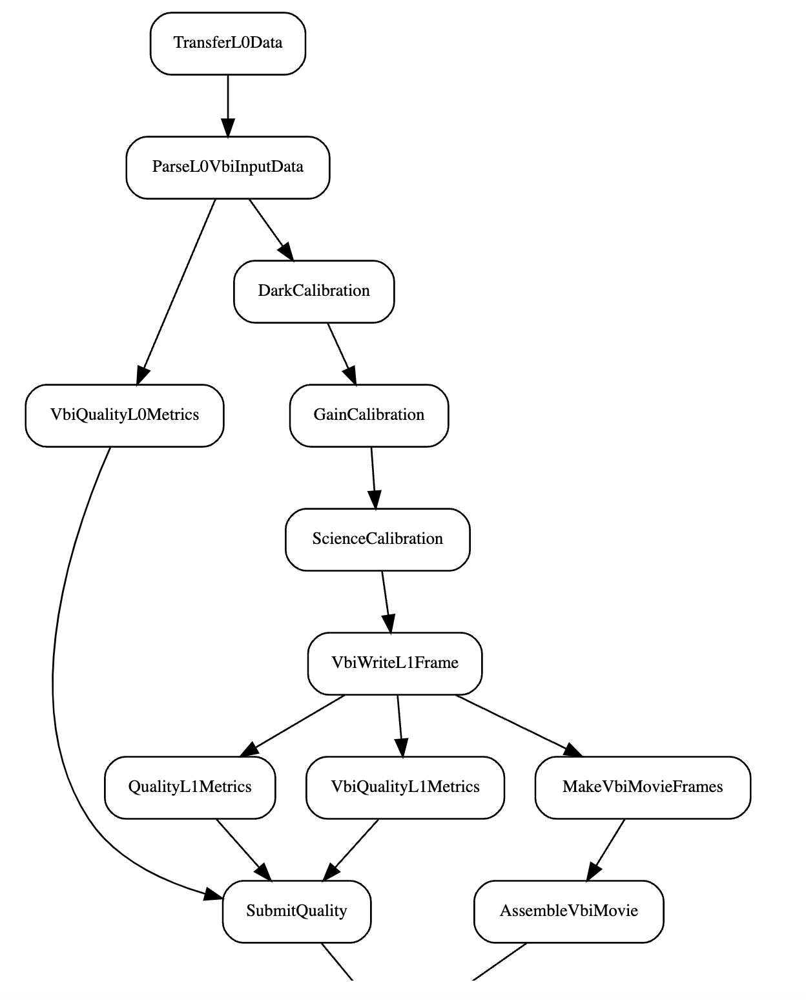 TransferL0Data
ParseL0VbiInputData
DarkCalibration
VbiQualityL0Metrics
GainCalibration
ScienceCalibration
VbiWriteL1Frame
QualityL1Metrics
VbiQualityL1Metrics
MakeVbiMovieFrames
SubmitQuality
AssembleVbiMovie